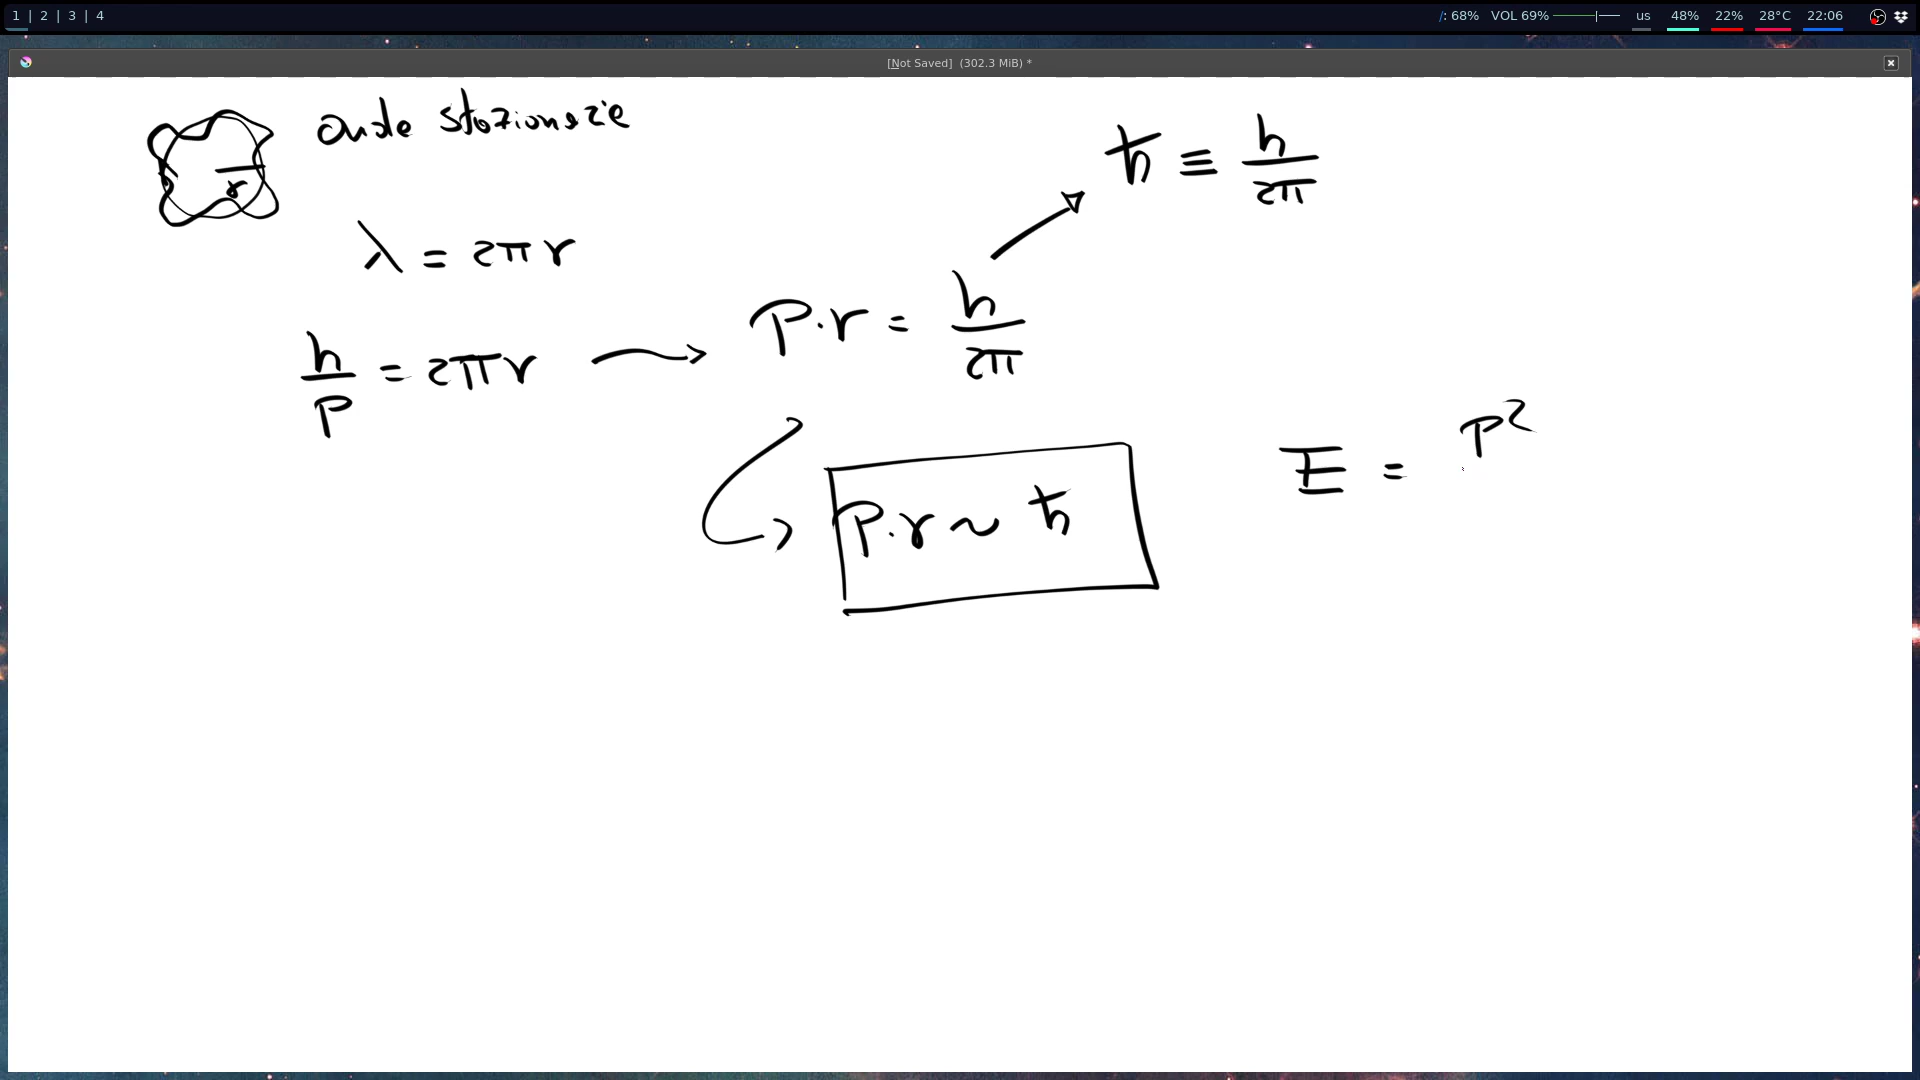 1 | 2 | 3 | 4 /: 68% VOL 69% us 48% 22% 28°C 22:06
[Not Saved] (302.3 MiB) *
onde stazionarie
r
ħ ≡ h/2π
λ = 2πr
h/p = 2πr → p·r = h/2π
p·r ~ ħ
E = p²